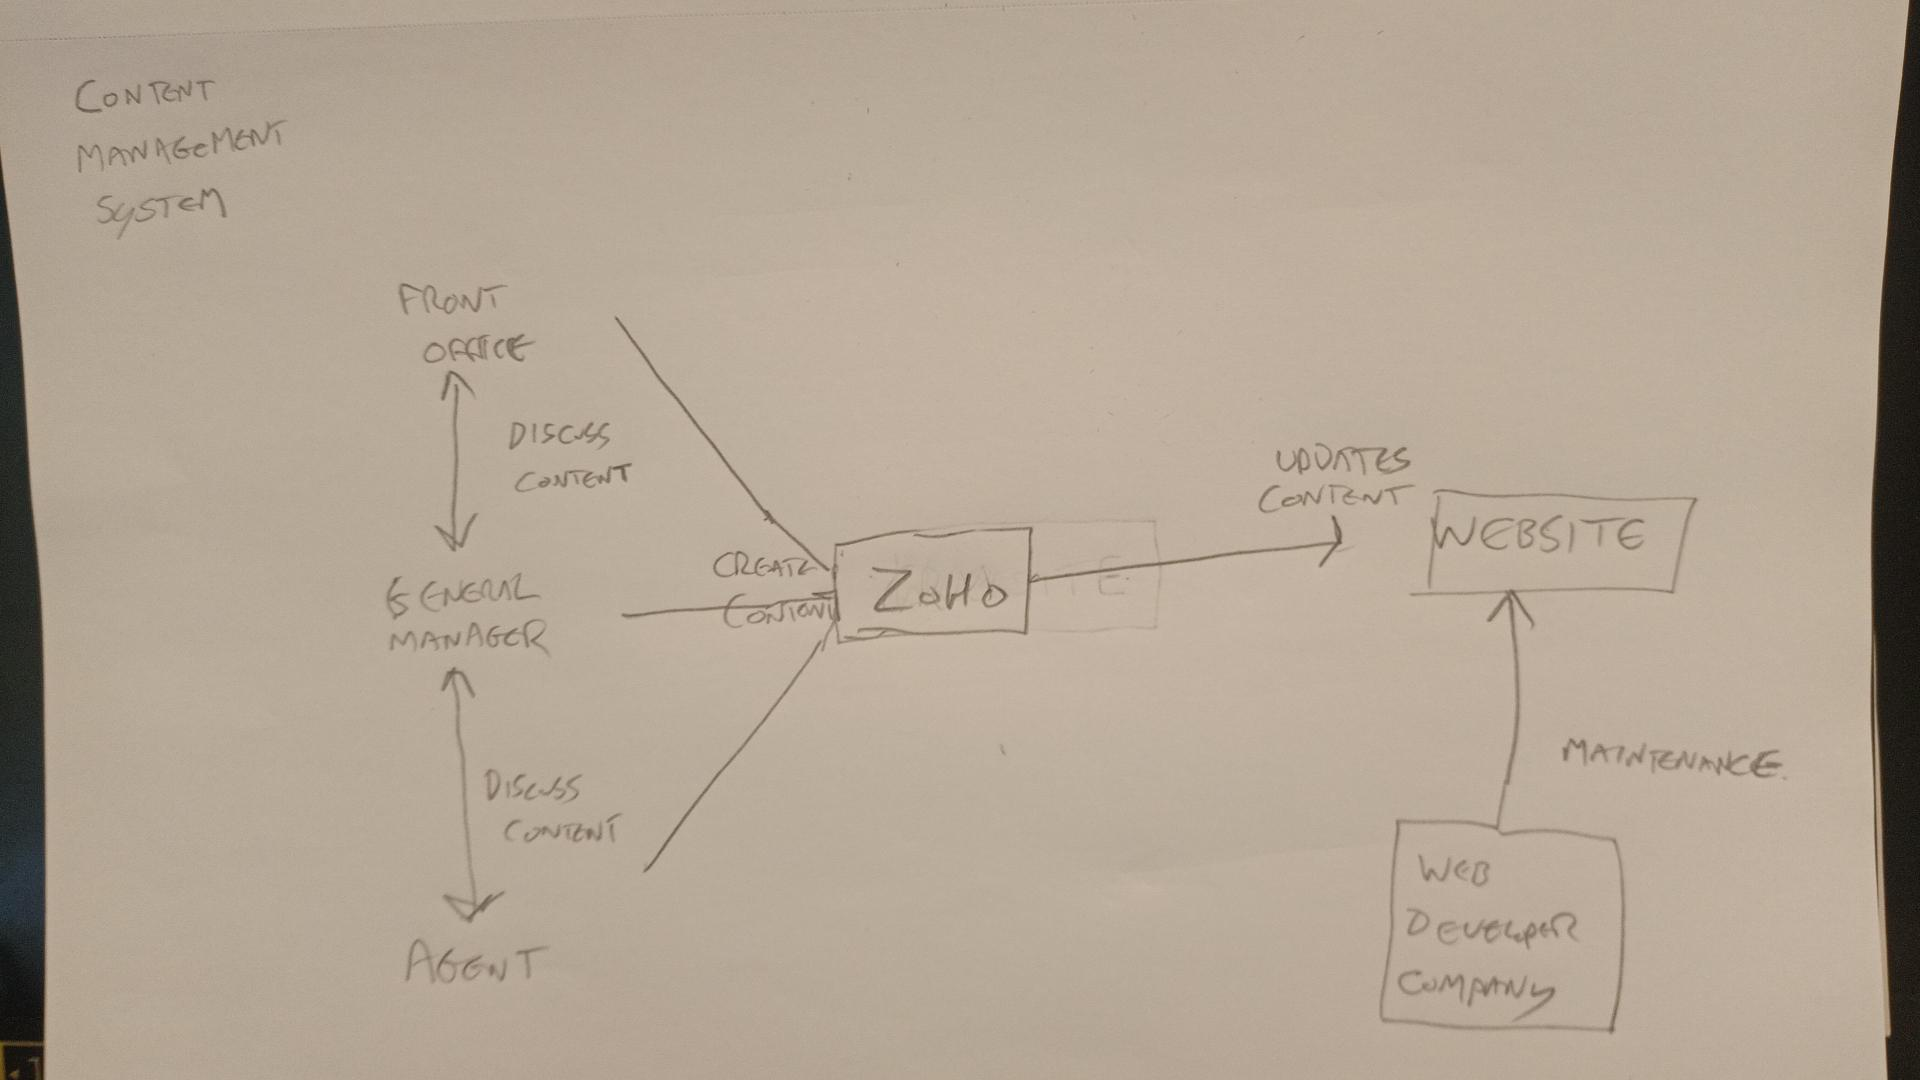 CONTENT
MANAGEMENT
SYSTEM
FRONT
OFFICE
DISCUSS
CONTENT
GENERAL
MANAGER
DISCUSS
CONTENT
AGENT
CREATE
CONTENT
ZOHO
UPDATES
CONTENT
WEBSITE
MAINTENANCE.
WEB
DEVELOPER
COMPANY